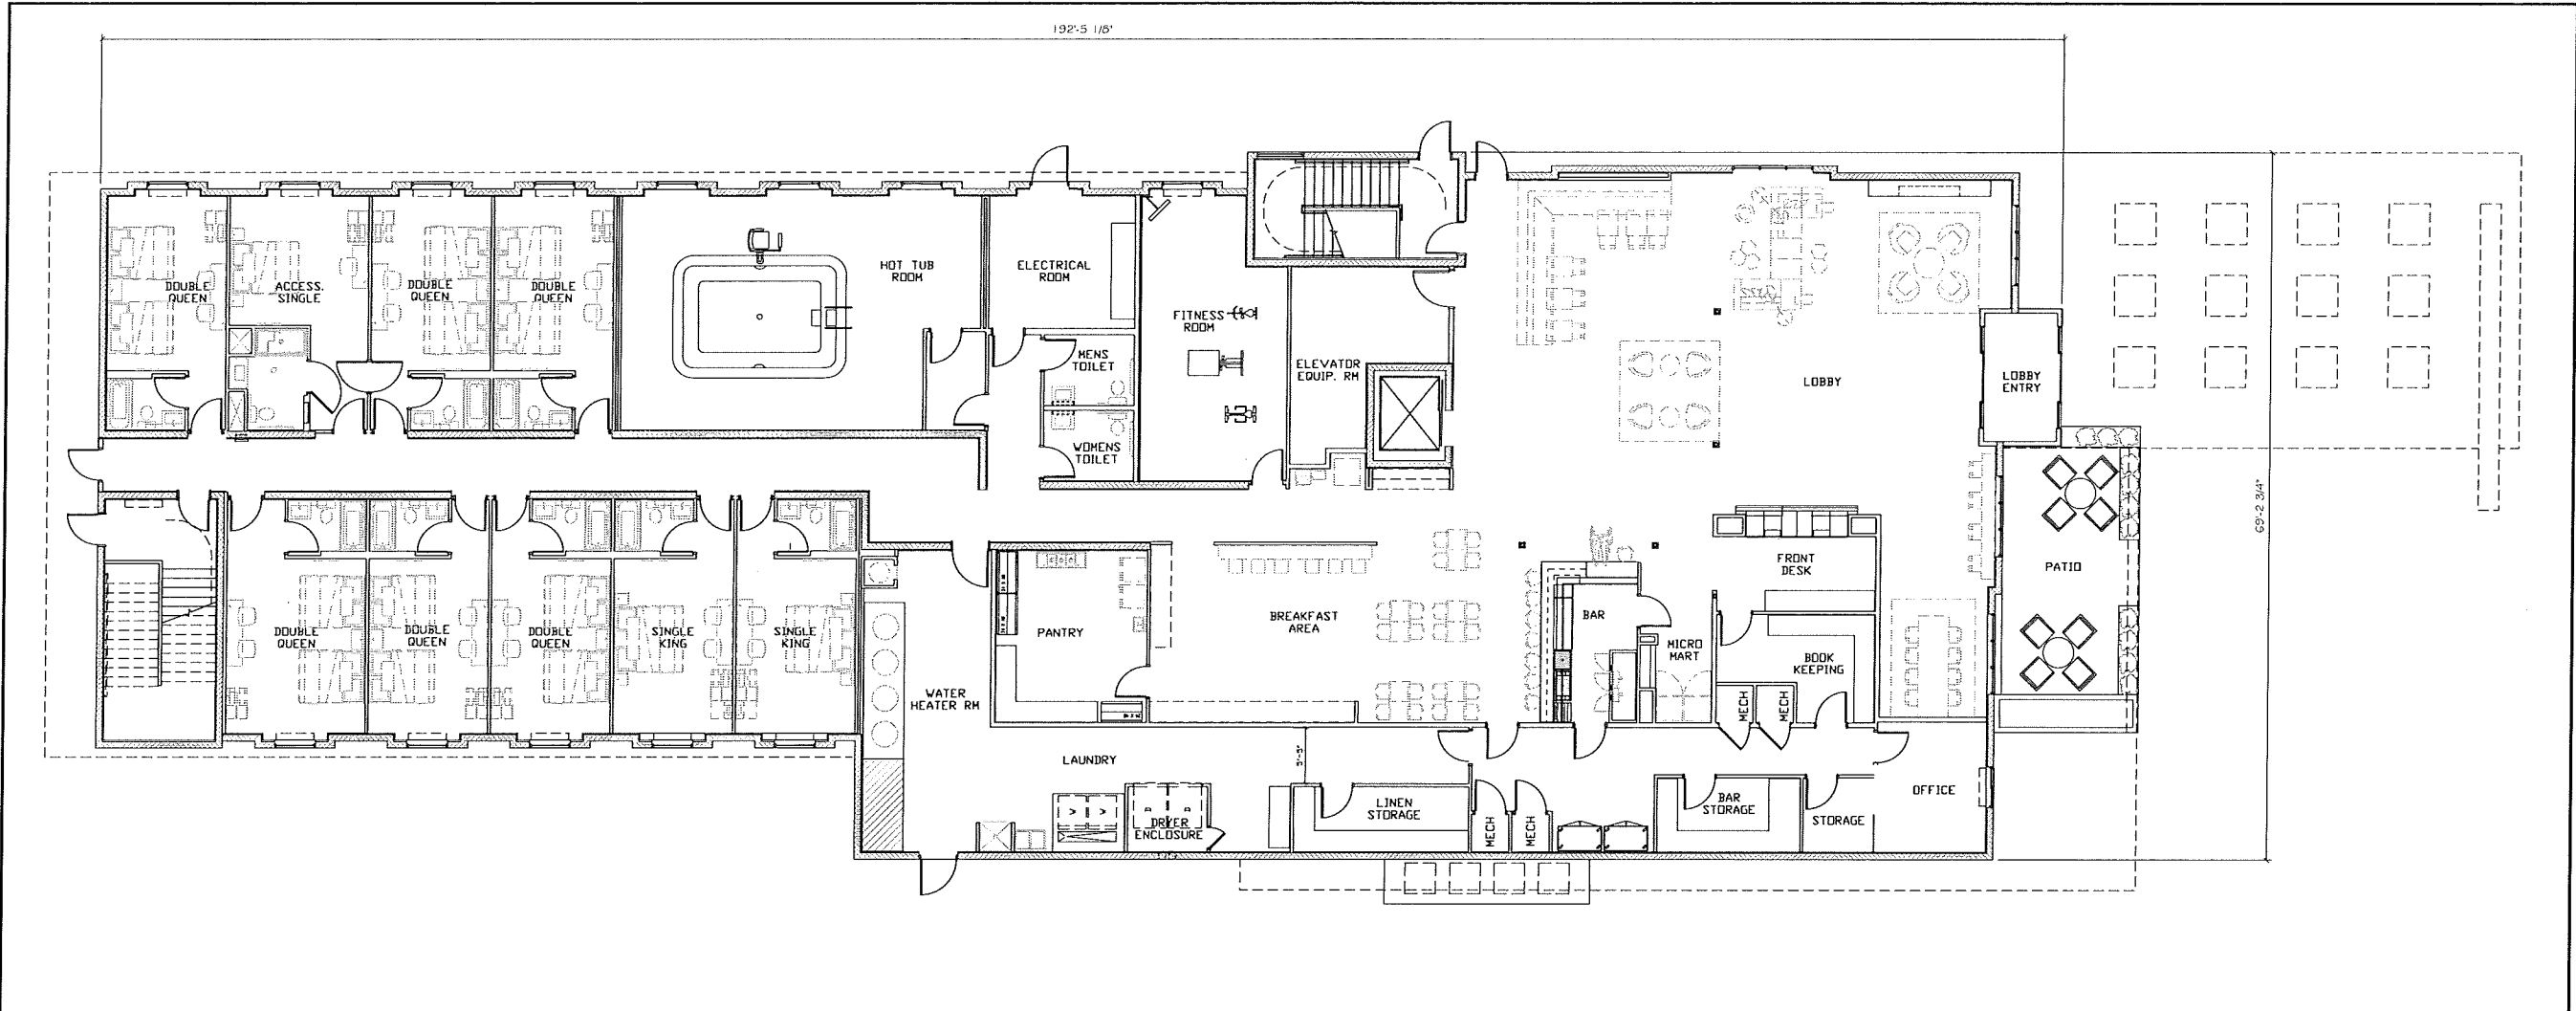 192'-5 1/8"
DOUBLE
QUEEN
ACCESS.
SINGLE
DOUBLE
QUEEN
DOUBLE
QUEEN
HOT TUB
ROOM
ELECTRICAL
ROOM
MENS
TOILET
WOMENS
TOILET
FITNESS
ROOM
ELEVATOR
EQUIP. RM
LOBBY
LOBBY
ENTRY
69'-2 3/4"
DOUBLE
QUEEN
DOUBLE
QUEEN
DOUBLE
QUEEN
SINGLE
KING
SINGLE
KING
WATER
HEATER RM
PANTRY
BREAKFAST
AREA
BAR
MICRO
MART
FRONT
DESK
BOOK
KEEPING
MECH
MECH
PATIO
LAUNDRY
5'-5"
DRYER
ENCLOSURE
LINEN
STORAGE
MECH
MECH
BAR
STORAGE
STORAGE
OFFICE